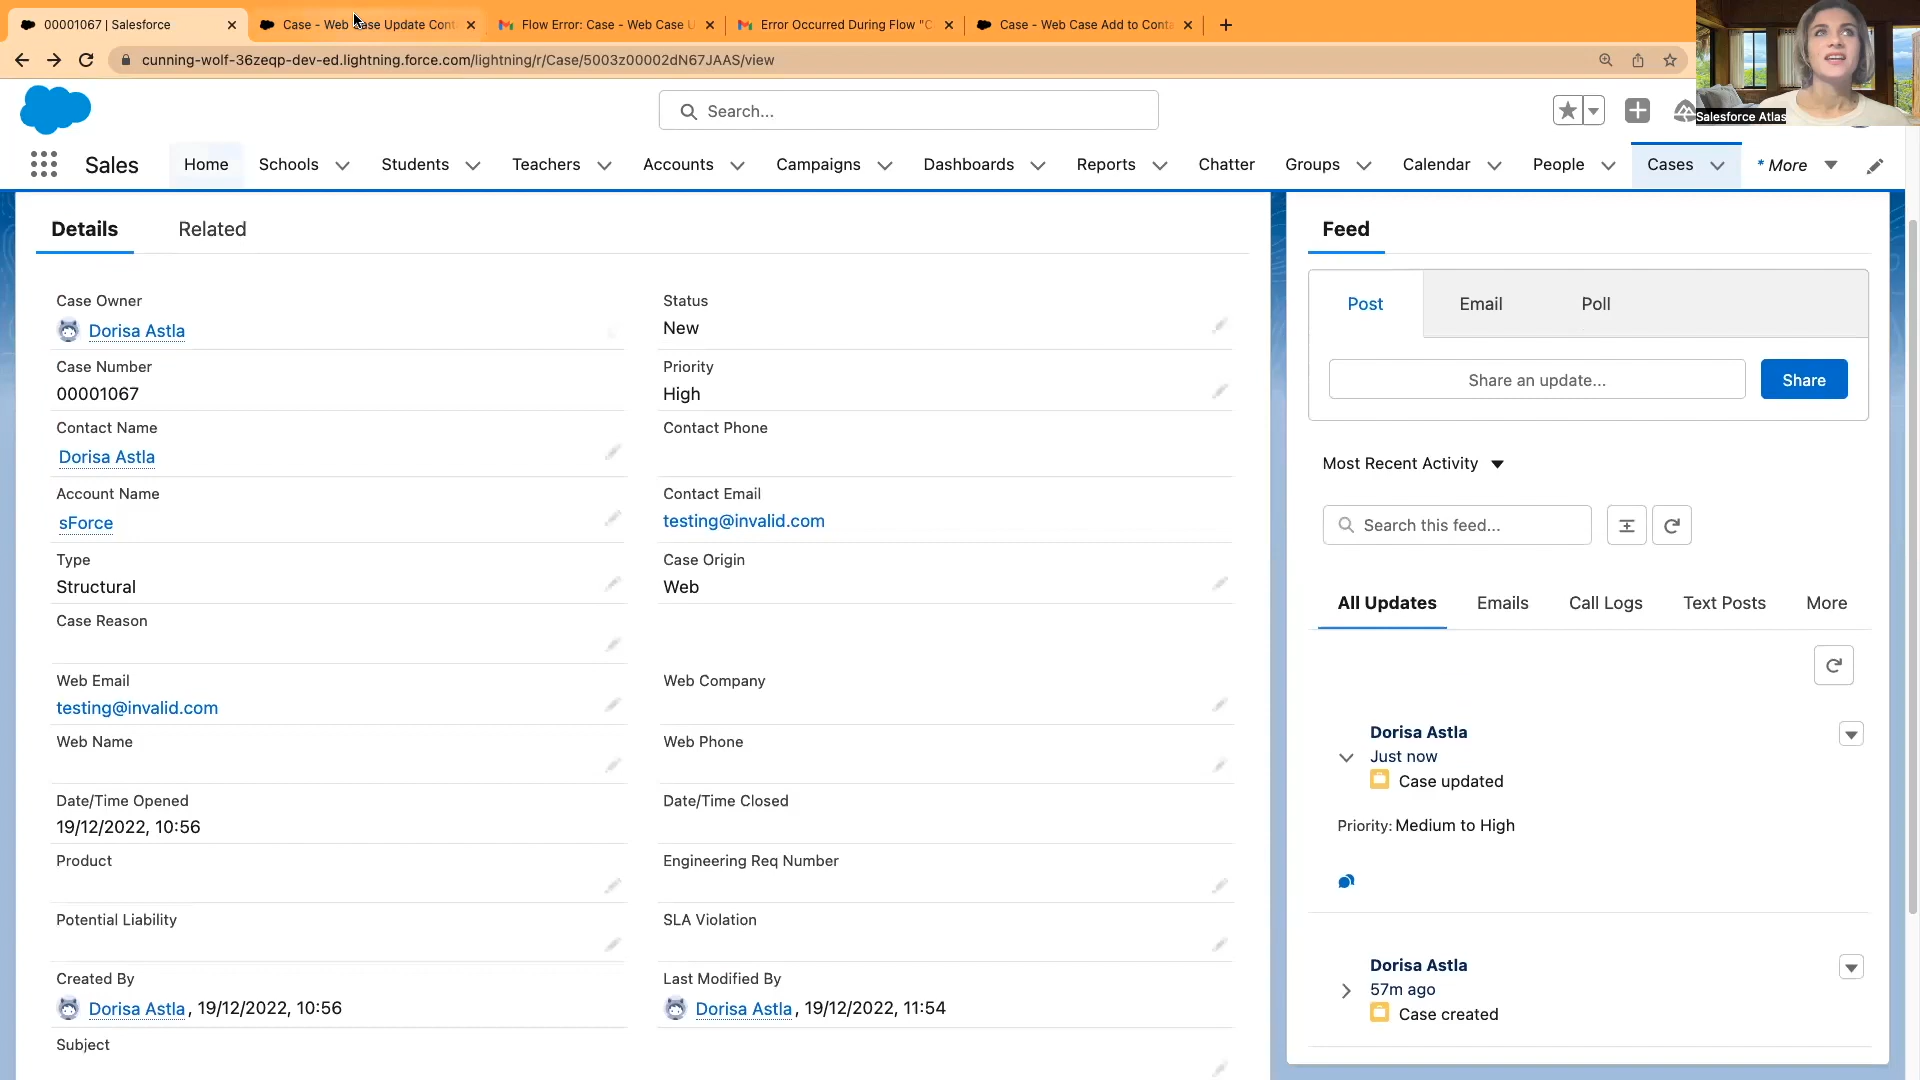 00001067 | Salesforce
Case - Web Case Update Conta
Flow Error: Case - Web Case U
Error Occurred During Flow "C
Case - Web Case Add to Conta
cunning-wolf-36zeqp-dev-ed.lightning.force.com/lightning/r/Case/5003z00002dN67JAAS/view
Search...
Salesforce Atlas
Sales
Home
Schools
Students
Teachers
Accounts
Campaigns
Dashboards
Reports
Chatter
Groups
Calendar
People
Cases
* More
Details
Related
Case Owner
Dorisa Astla
Status
New
Case Number
00001067
Priority
High
Contact Name
Dorisa Astla
Contact Phone
Account Name
sForce
Contact Email
testing@invalid.com
Type
Structural
Case Origin
Web
Case Reason
Web Email
testing@invalid.com
Web Company
Web Name
Web Phone
Date/Time Opened
19/12/2022, 10:56
Date/Time Closed
Product
Engineering Req Number
Potential Liability
SLA Violation
Created By
Dorisa Astla, 19/12/2022, 10:56
Last Modified By
Dorisa Astla, 19/12/2022, 11:54
Subject
Feed
Post
Email
Poll
Share an update...
Share
Most Recent Activity
Search this feed...
All Updates
Emails
Call Logs
Text Posts
More
Dorisa Astla
Just now
Case updated
Priority: Medium to High
Dorisa Astla
57m ago
Case created